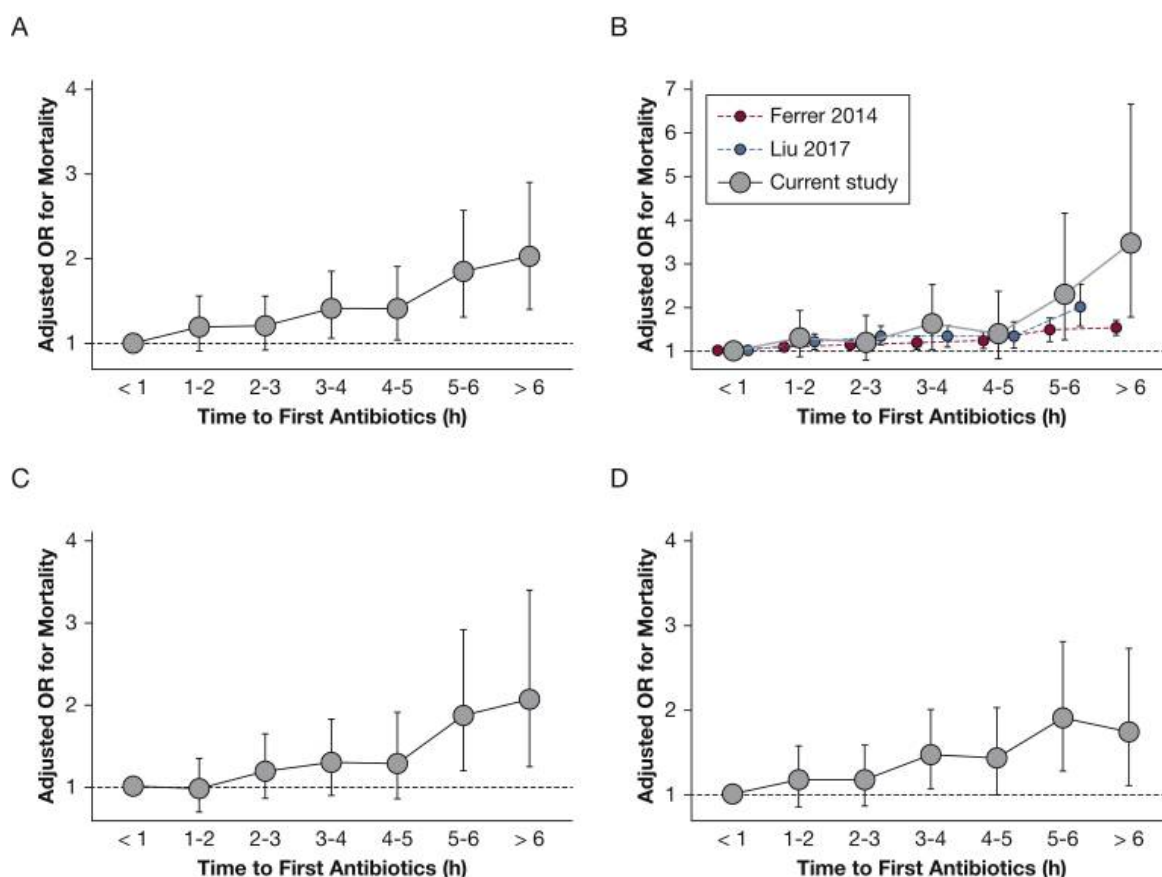 A
Adjusted OR for Mortality
4
3
2
1
< 1 1-2 2-3 3-4 4-5 5-6 > 6
Time to First Antibiotics (h)
B
Adjusted OR for Mortality
7
6
5
4
3
2
1
Ferrer 2014
Liu 2017
Current study
< 1 1-2 2-3 3-4 4-5 5-6 > 6
Time to First Antibiotics (h)
C
Adjusted OR for Mortality
4
3
2
1
< 1 1-2 2-3 3-4 4-5 5-6 > 6
Time to First Antibiotics (h)
D
Adjusted OR for Mortality
4
3
2
1
< 1 1-2 2-3 3-4 4-5 5-6 > 6
Time to First Antibiotics (h)